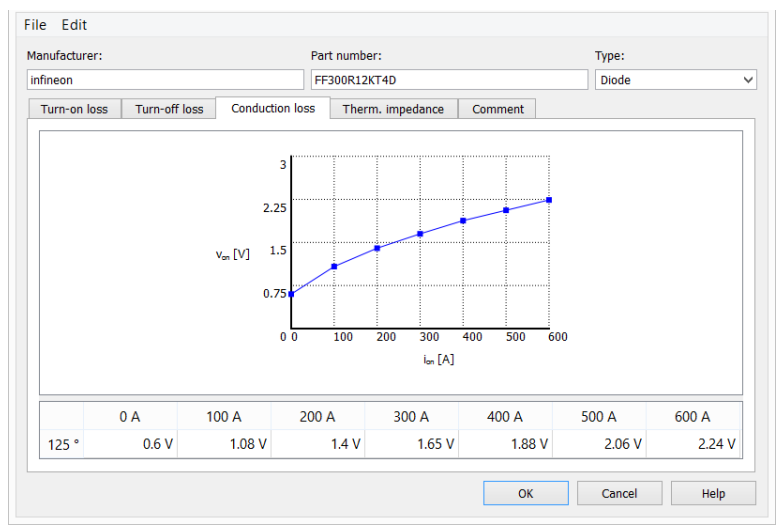 File Edit
Manufacturer: Part number: Type:
infineon FF300R12KT4D Diode
Turn-on loss Turn-off loss Conduction loss Therm. impedance Comment
3
2.25
vₒₙ [V] 1.5
0.75
0 0 100 200 300 400 500 600
iₒₙ [A]
0 A 100 A 200 A 300 A 400 A 500 A 600 A
125 ° 0.6 V 1.08 V 1.4 V 1.65 V 1.88 V 2.06 V 2.24 V
OK Cancel Help